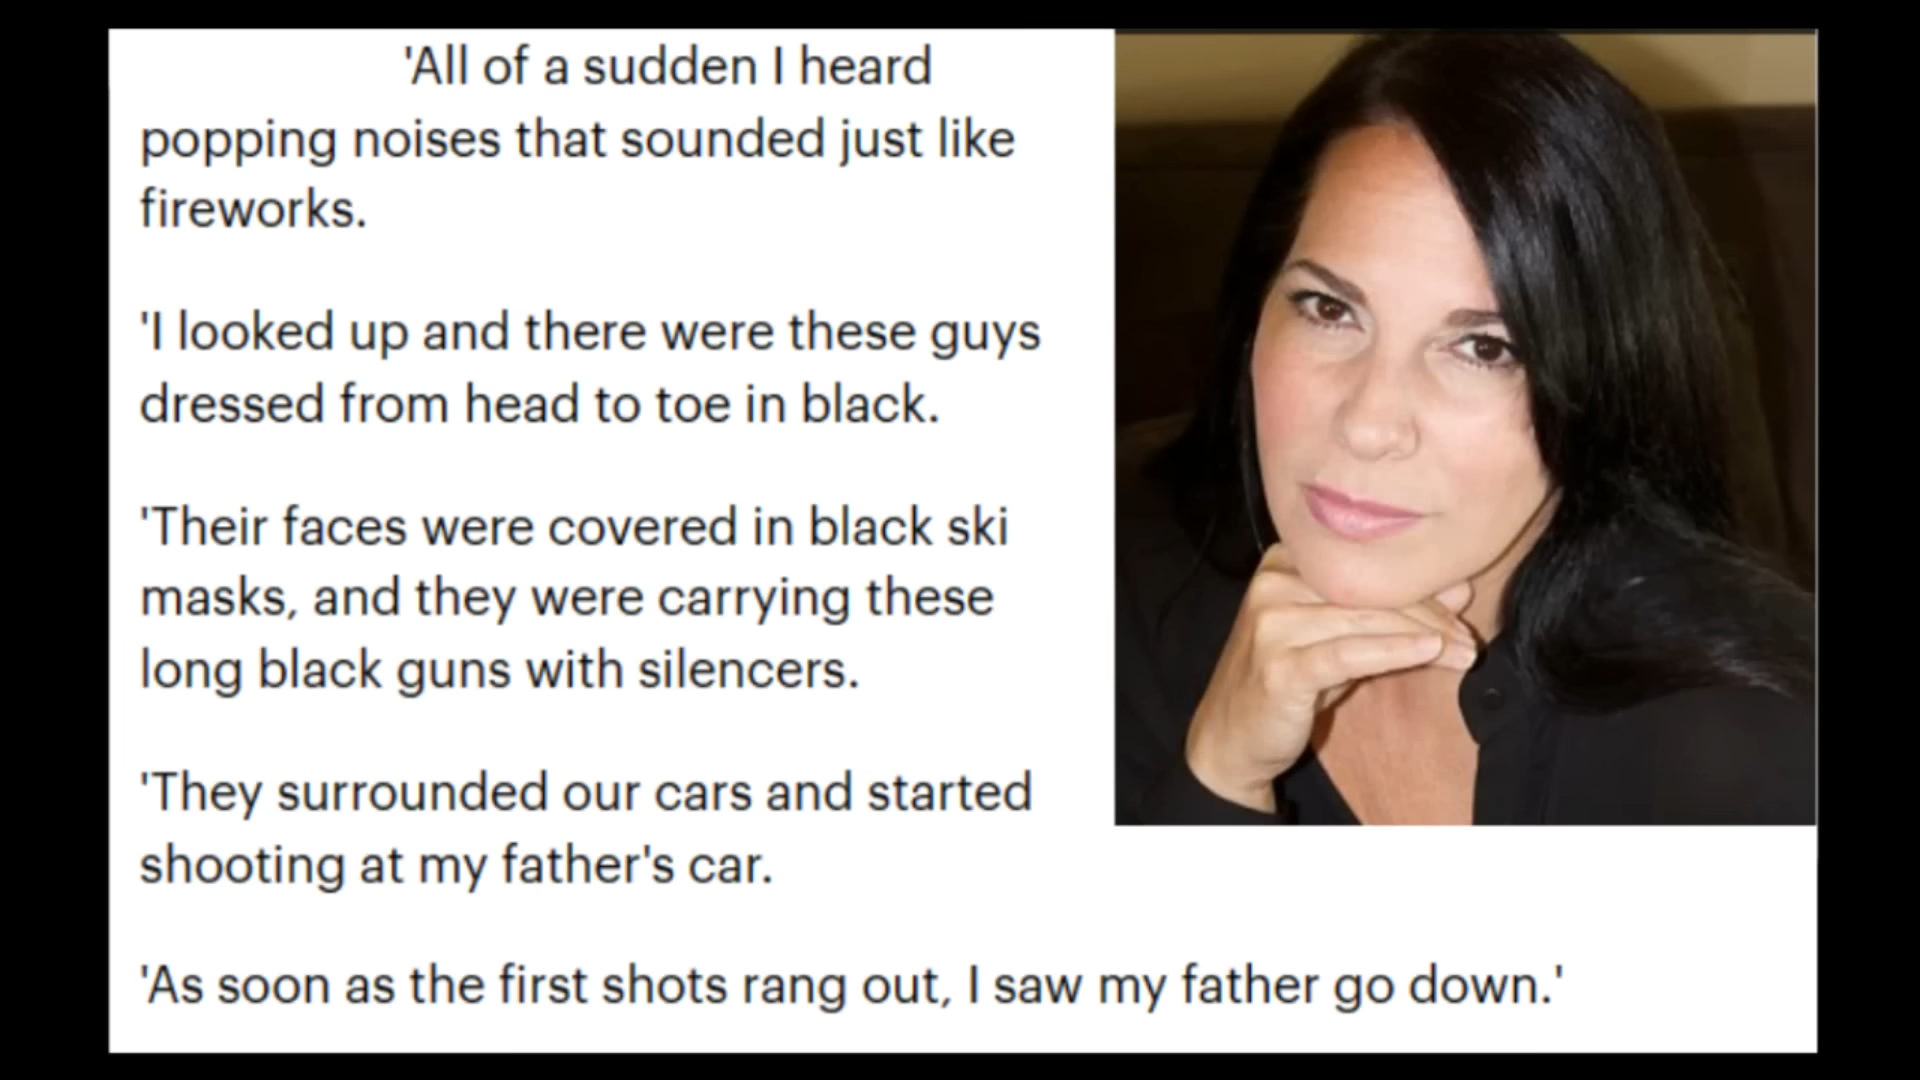 'All of a sudden I heard
popping noises that sounded just like
fireworks.
'I looked up and there were these guys
dressed from head to toe in black.
'Their faces were covered in black ski
masks, and they were carrying these
long black guns with silencers.
'They surrounded our cars and started
shooting at my father's car.
'As soon as the first shots rang out, I saw my father go down.'